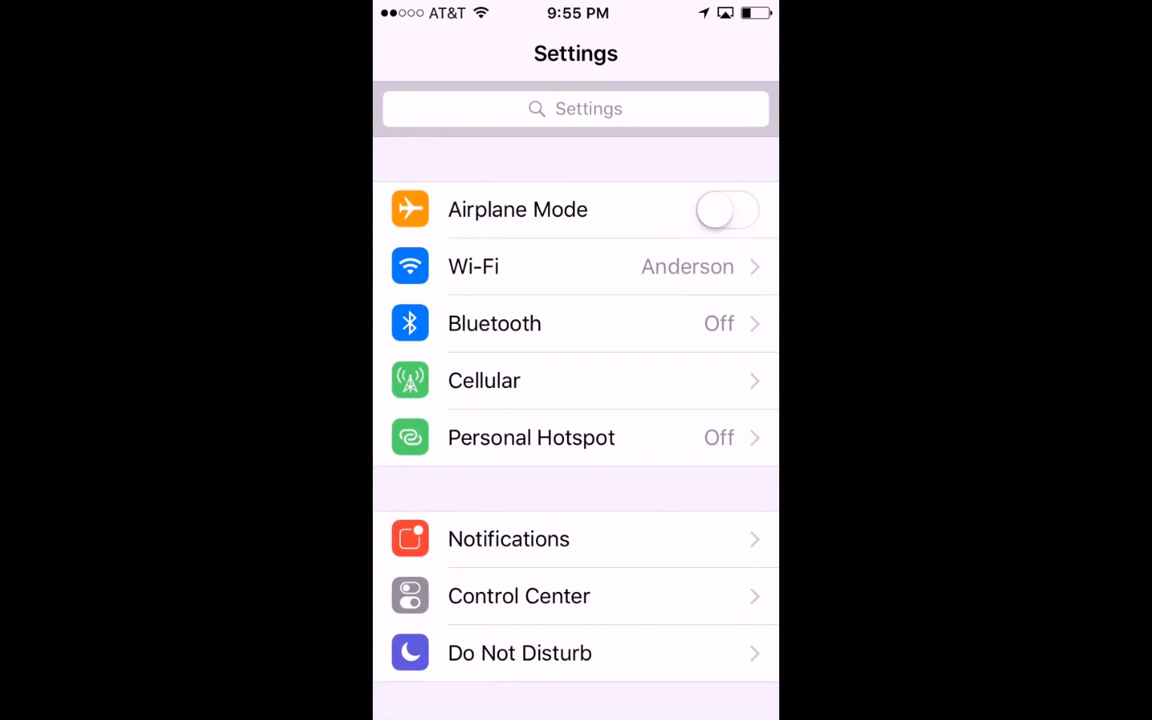 AT&T 9:55 PM
Settings
Settings
Airplane Mode
Wi-Fi Anderson
Bluetooth Off
Cellular
Personal Hotspot Off
Notifications
Control Center
Do Not Disturb